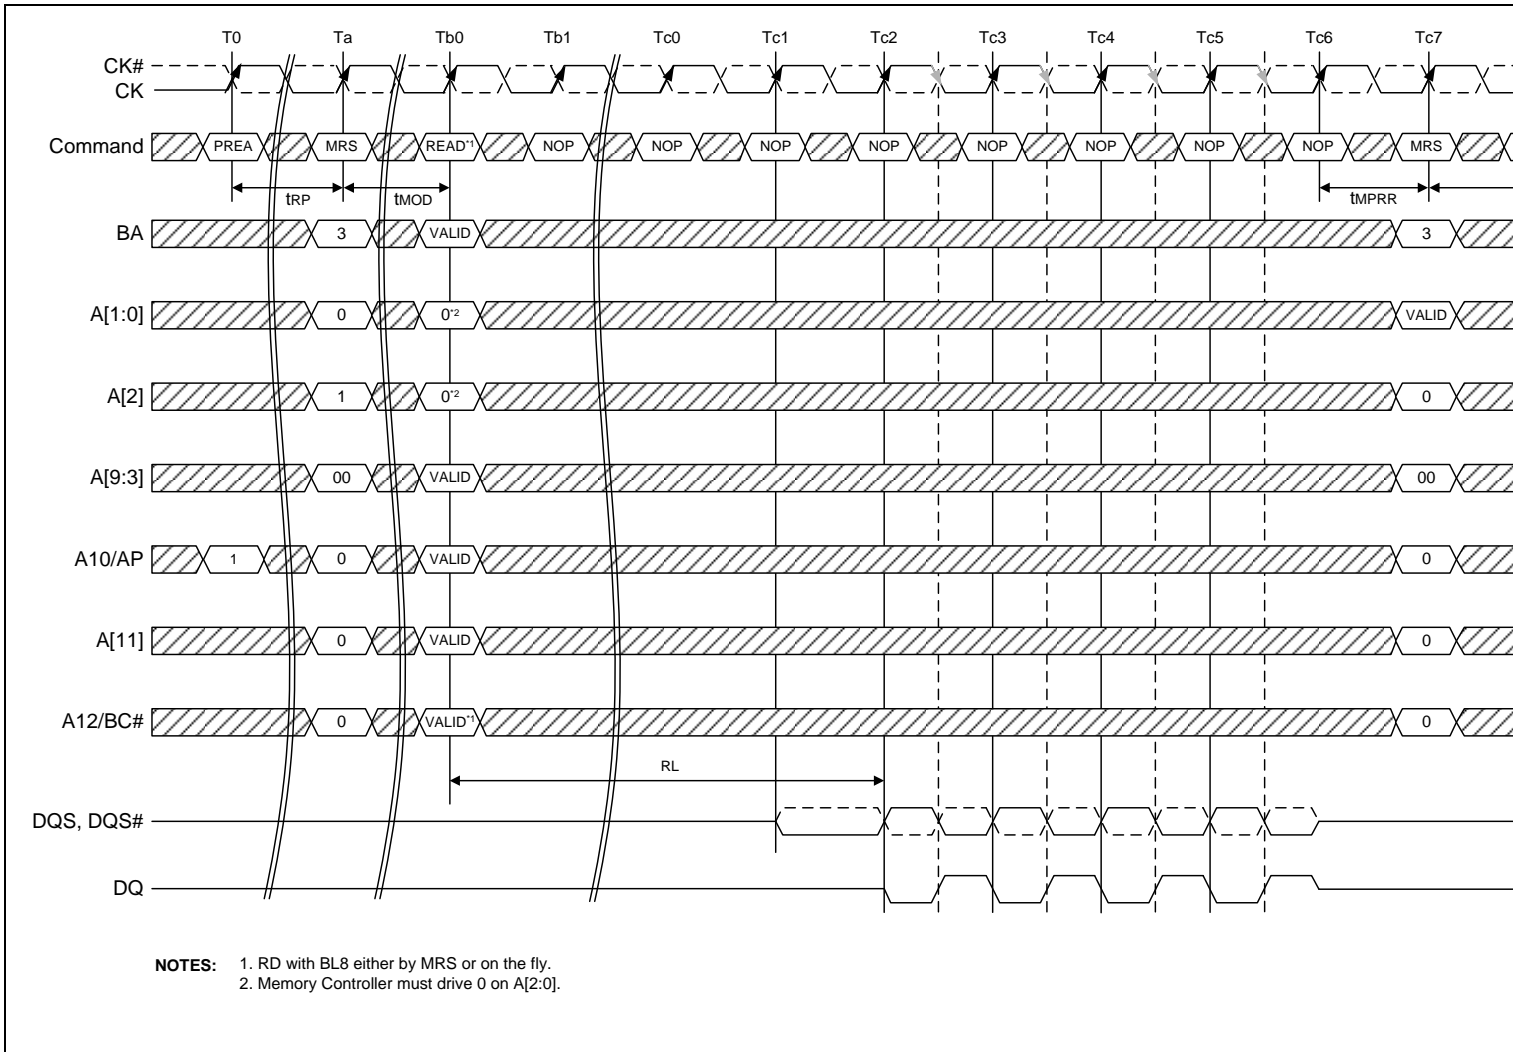 T0 Ta Tb0 Tb1 Tc0 Tc1 Tc2 Tc3 Tc4 Tc5 Tc6 Tc7
CK#
CK
Command PREA MRS READ*1 NOP NOP NOP NOP NOP NOP NOP NOP MRS
tRP tMOD tMPRR
BA 3 VALID 3
A[1:0] 0 0*2 VALID
A[2] 1 0*2 0
A[9:3] 00 VALID 00
A10/AP 1 0 VALID 0
A[11] 0 VALID 0
A12/BC# 0 VALID*1 0
RL
DQS, DQS#
DQ
NOTES: 1. RD with BL8 either by MRS or on the fly.
2. Memory Controller must drive 0 on A[2:0].